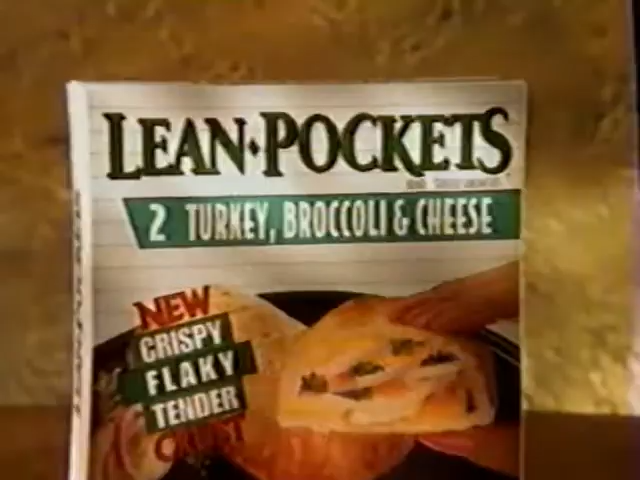 LEAN·POCKETS
2 TURKEY, BROCCOLI & CHEESE
NEW
CRISPY
FLAKY
TENDER
CRUST